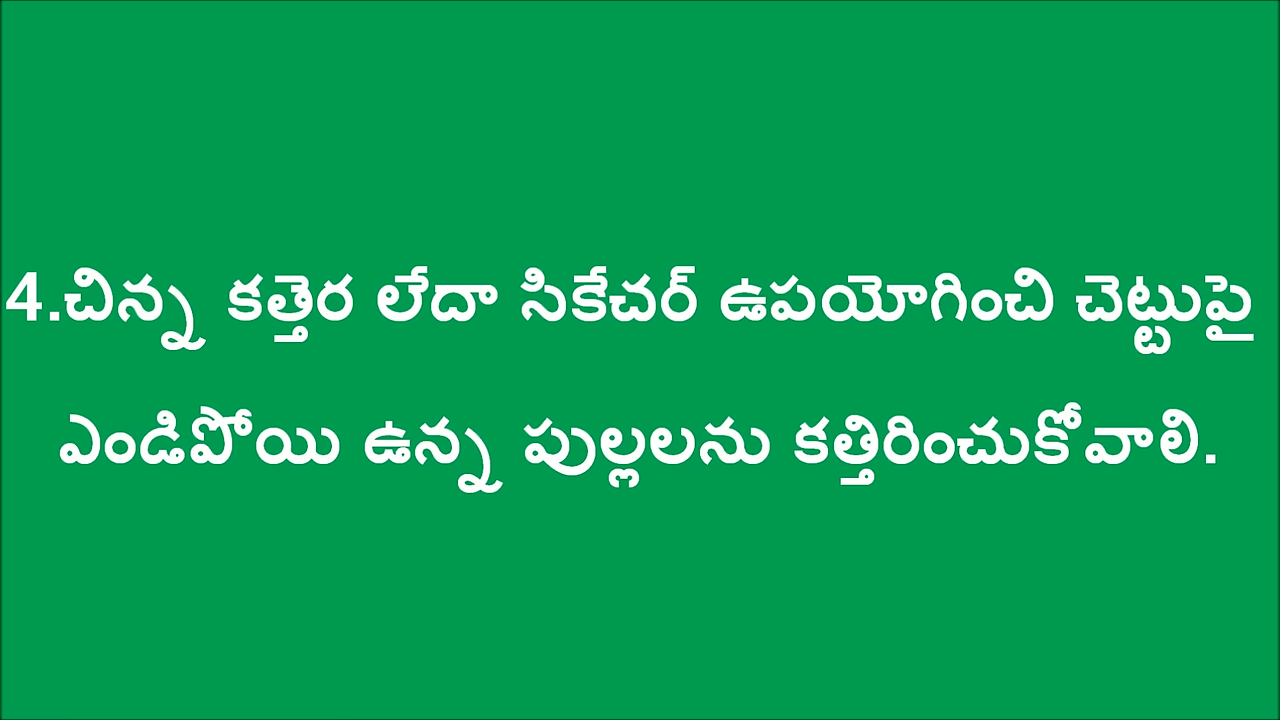 4.చిన్న కత్తెర లేదా సికేచర్ ఉపయోగించి చెట్టుపై
ఎండిపోయి ఉన్న పుల్లలను కత్తిరించుకోవాలి.